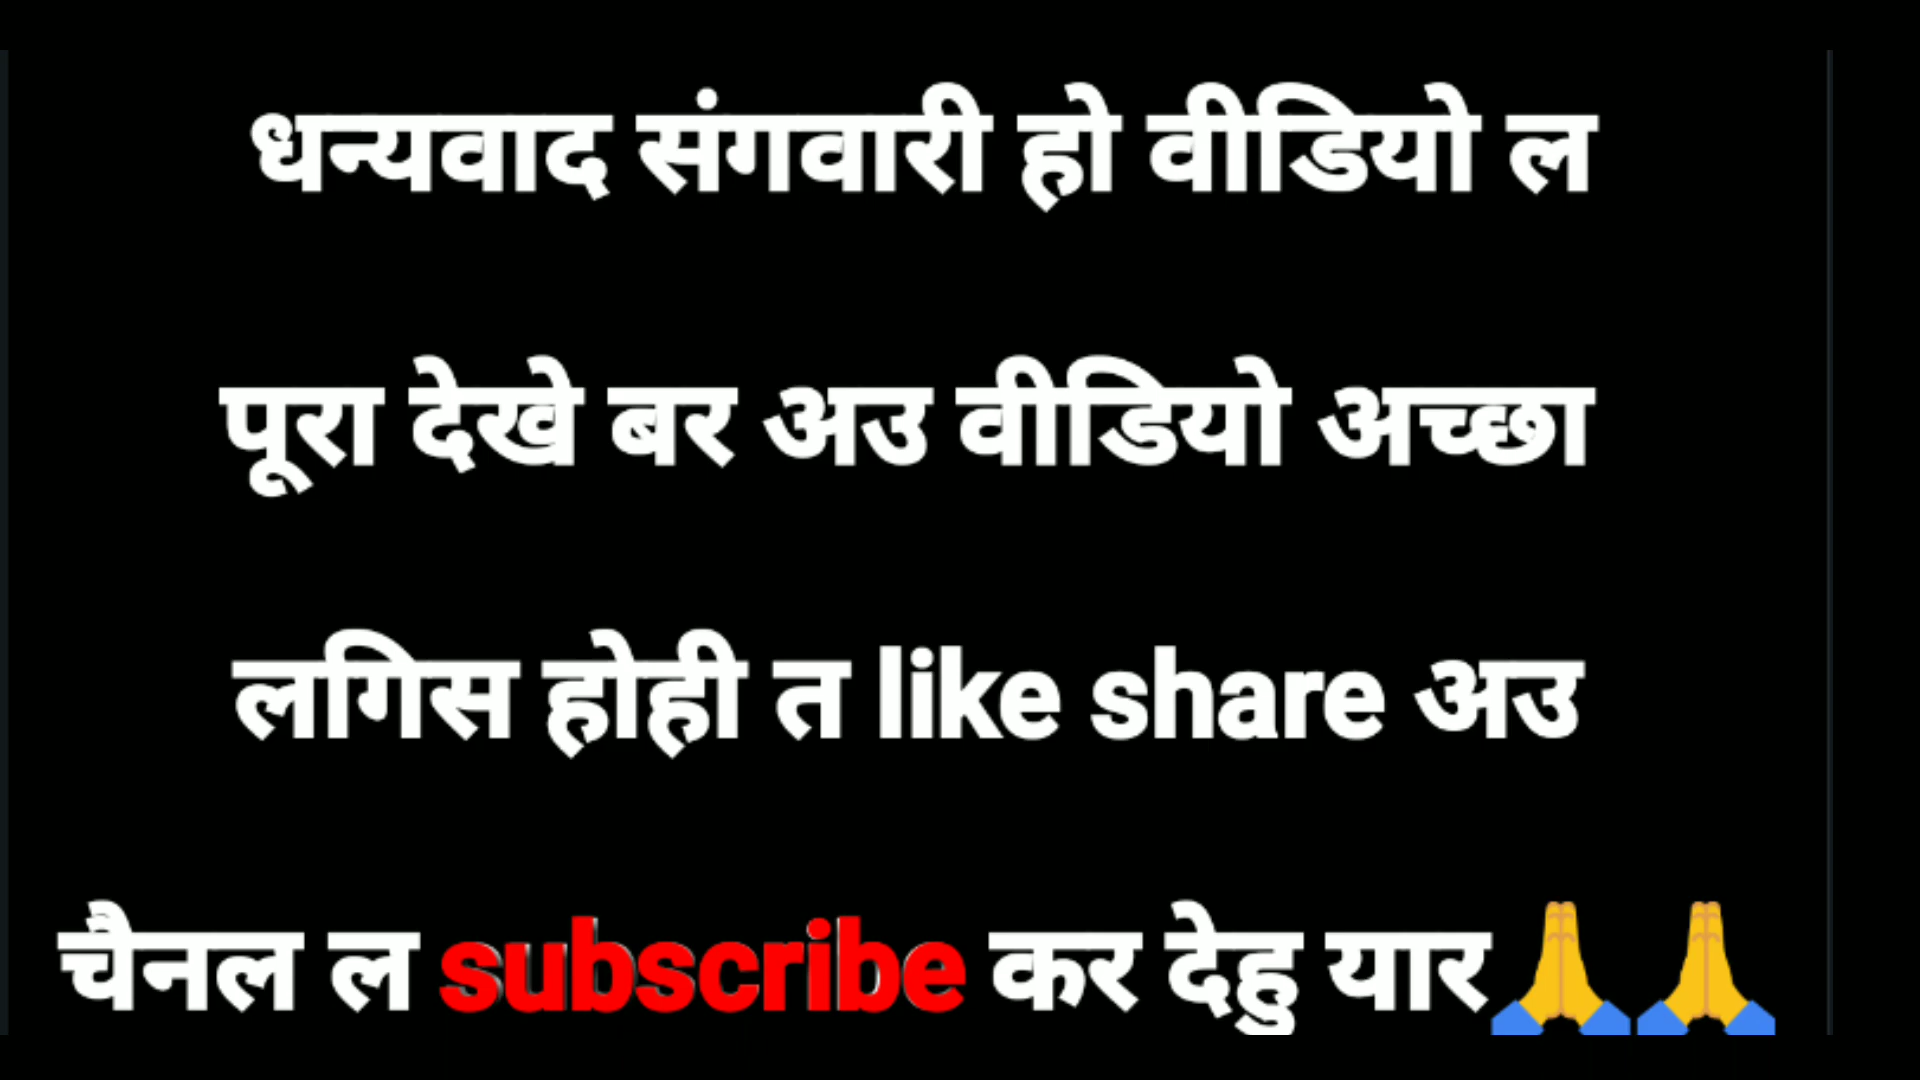 धन्यवाद संगवारी हो वीडियो ल
पूरा देखे बर अउ वीडियो अच्छा
लगिस होही त like share अउ
चैनल ल subscribe कर देहु यार🙏🙏